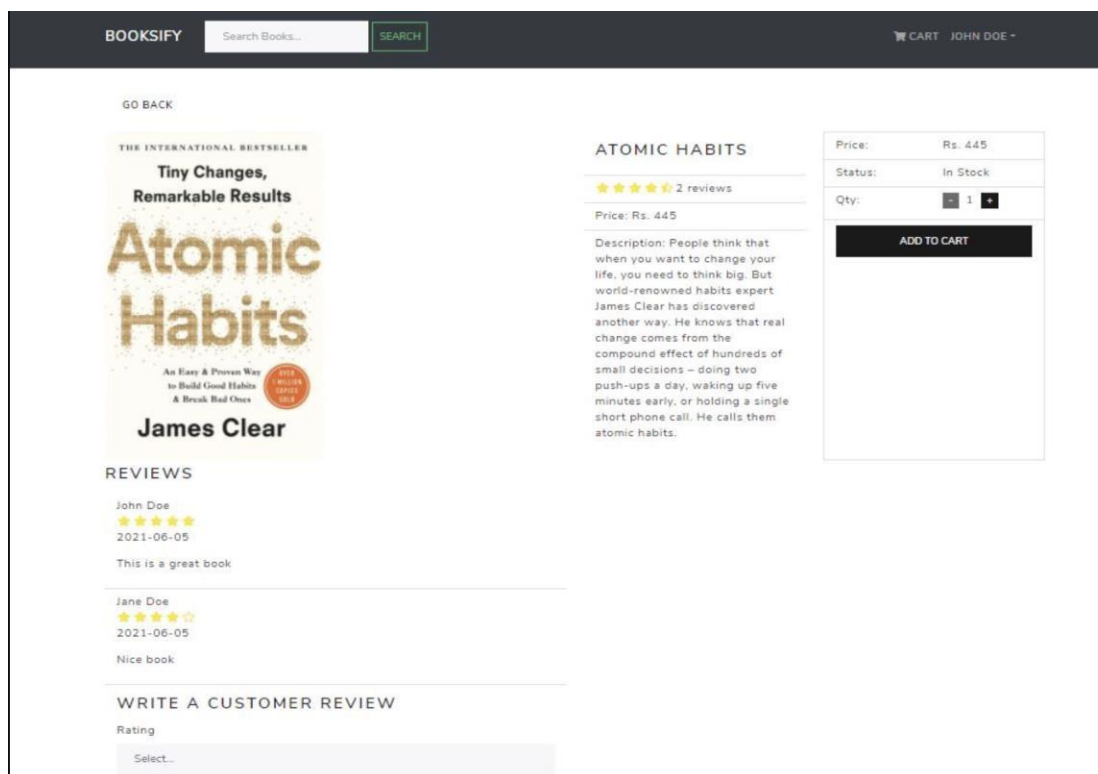 BOOKSIFY
Search Books...
SEARCH
CART
JOHN DOE
GO BACK
THE INTERNATIONAL BESTSELLER
Tiny Changes,
Remarkable Results
Atomic
Habits
An Easy & Proven Way
to Build Good Habits
& Break Bad Ones
OVER
1 MILLION
COPIES
SOLD
James Clear
ATOMIC HABITS
2 reviews
Price: Rs. 445
Description: People think that
when you want to change your
life, you need to think big. But
world-renowned habits expert
James Clear has discovered
another way. He knows that real
change comes from the
compound effect of hundreds of
small decisions – doing two
push-ups a day, waking up five
minutes early, or holding a single
short phone call. He calls them
atomic habits.
Price: Rs. 445
Status: In Stock
Qty: - 1 +
ADD TO CART
REVIEWS
John Doe
2021-06-05
This is a great book
Jane Doe
2021-06-05
Nice book
WRITE A CUSTOMER REVIEW
Rating
Select...